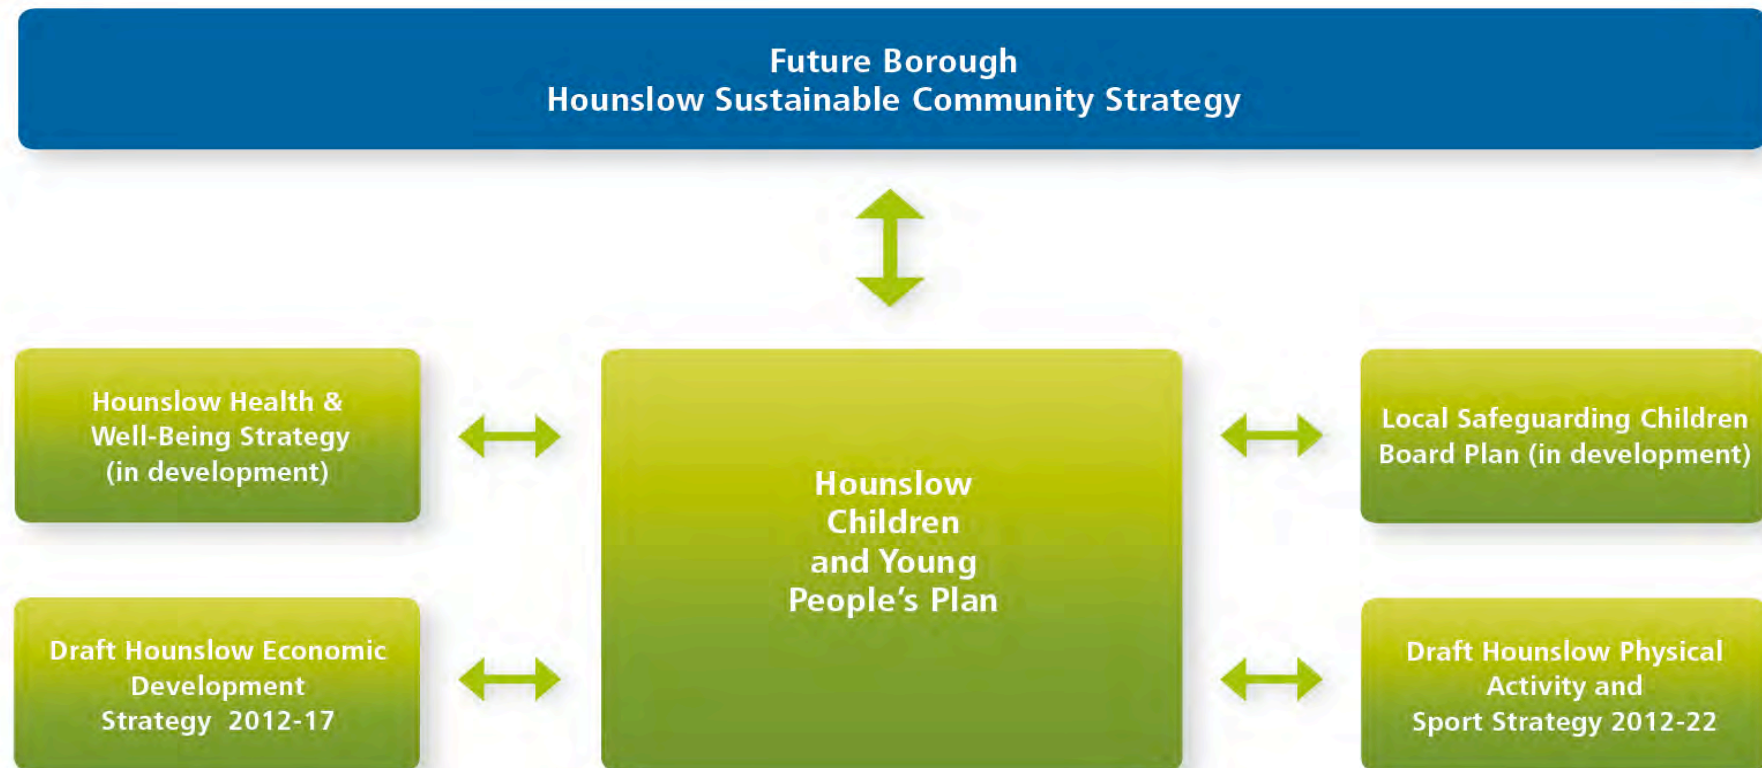 Future Borough
Hounslow Sustainable Community Strategy
Hounslow Health &
Well-Being Strategy
(in development)
Hounslow
Children
and Young
People’s Plan
Local Safeguarding Children
Board Plan (in development)
Draft Hounslow Economic
Development
Strategy 2012-17
Draft Hounslow Physical
Activity and
Sport Strategy 2012-22